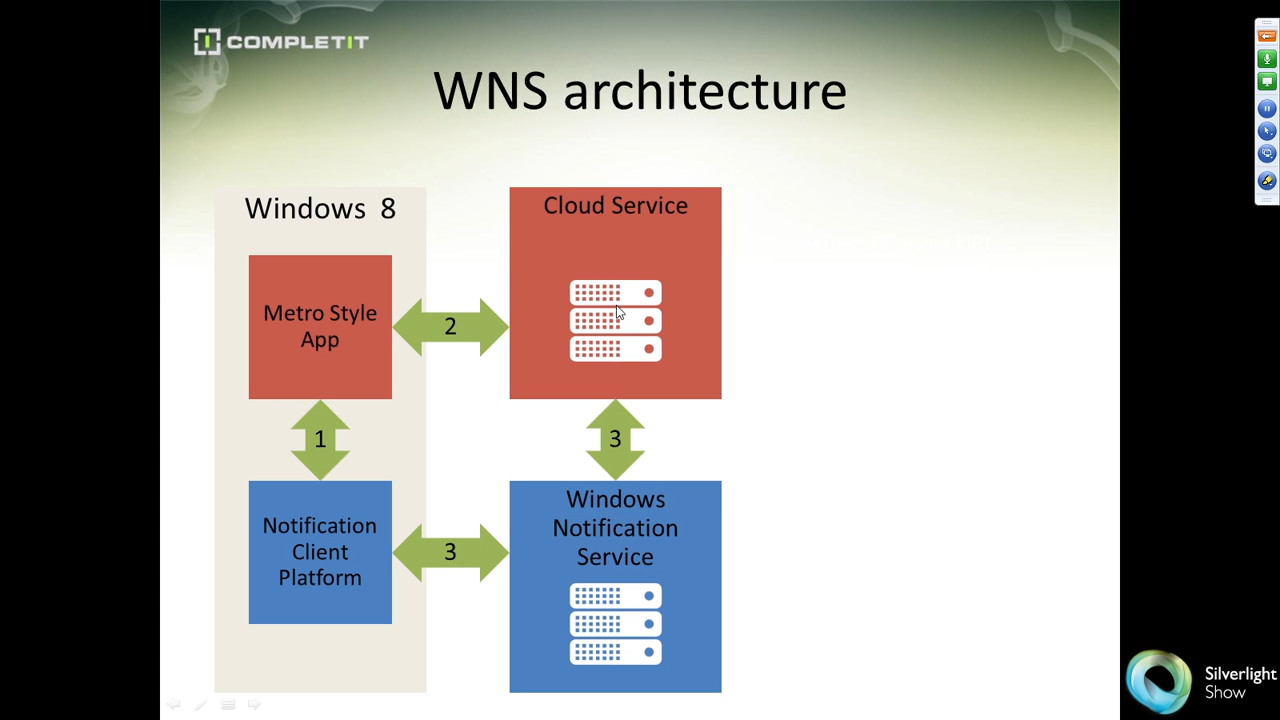 COMPLETIT
WNS architecture
Windows 8
Cloud Service
Metro Style
App
2
1
3
Notification
Client
Platform
3
Windows
Notification
Service
Silverlight
Show